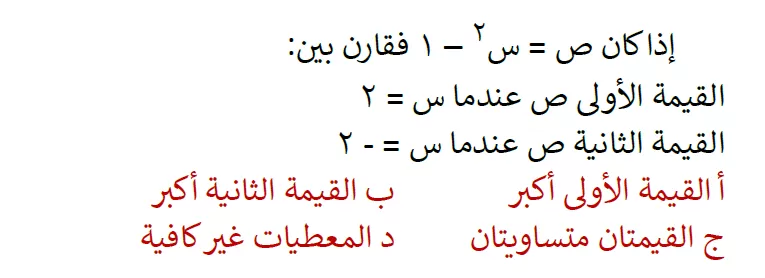 إذا كان ص = س٢ – ١ فقارن بين:
القيمة الأولى ص عندما س = ٢
القيمة الثانية ص عندما س = - ٢
أ القيمة الأولى أكبر ب القيمة الثانية أكبر
ج القيمتان متساويتان د المعطيات غير كافية